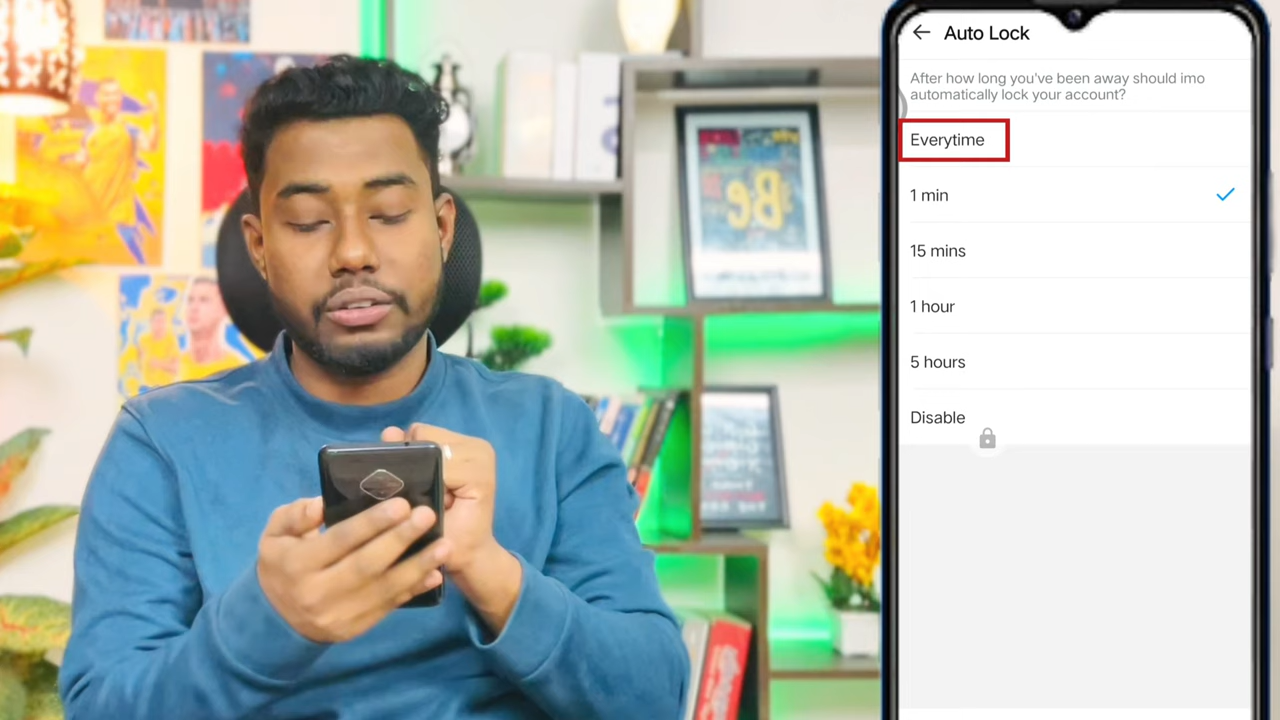 Auto Lock
After how long you've been away should imo
automatically lock your account?
Everytime
1 min
15 mins
1 hour
5 hours
Disable
Be